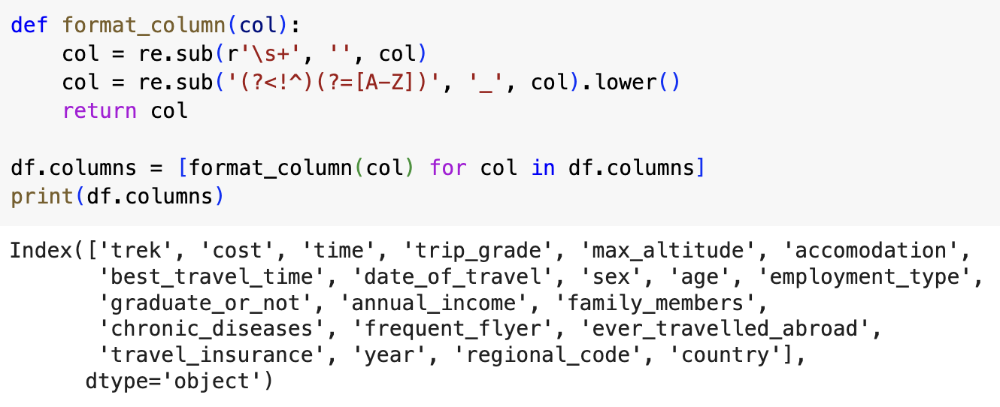 def format_column(col):
    col = re.sub(r'\s+', '', col)
    col = re.sub('(?<!^)(?=[A-Z])', '_', col).lower()
    return col

df.columns = [format_column(col) for col in df.columns]
print(df.columns)
Index(['trek', 'cost', 'time', 'trip_grade', 'max_altitude', 'accomodation',
       'best_travel_time', 'date_of_travel', 'sex', 'age', 'employment_type',
       'graduate_or_not', 'annual_income', 'family_members',
       'chronic_diseases', 'frequent_flyer', 'ever_travelled_abroad',
       'travel_insurance', 'year', 'regional_code', 'country'],
      dtype='object')